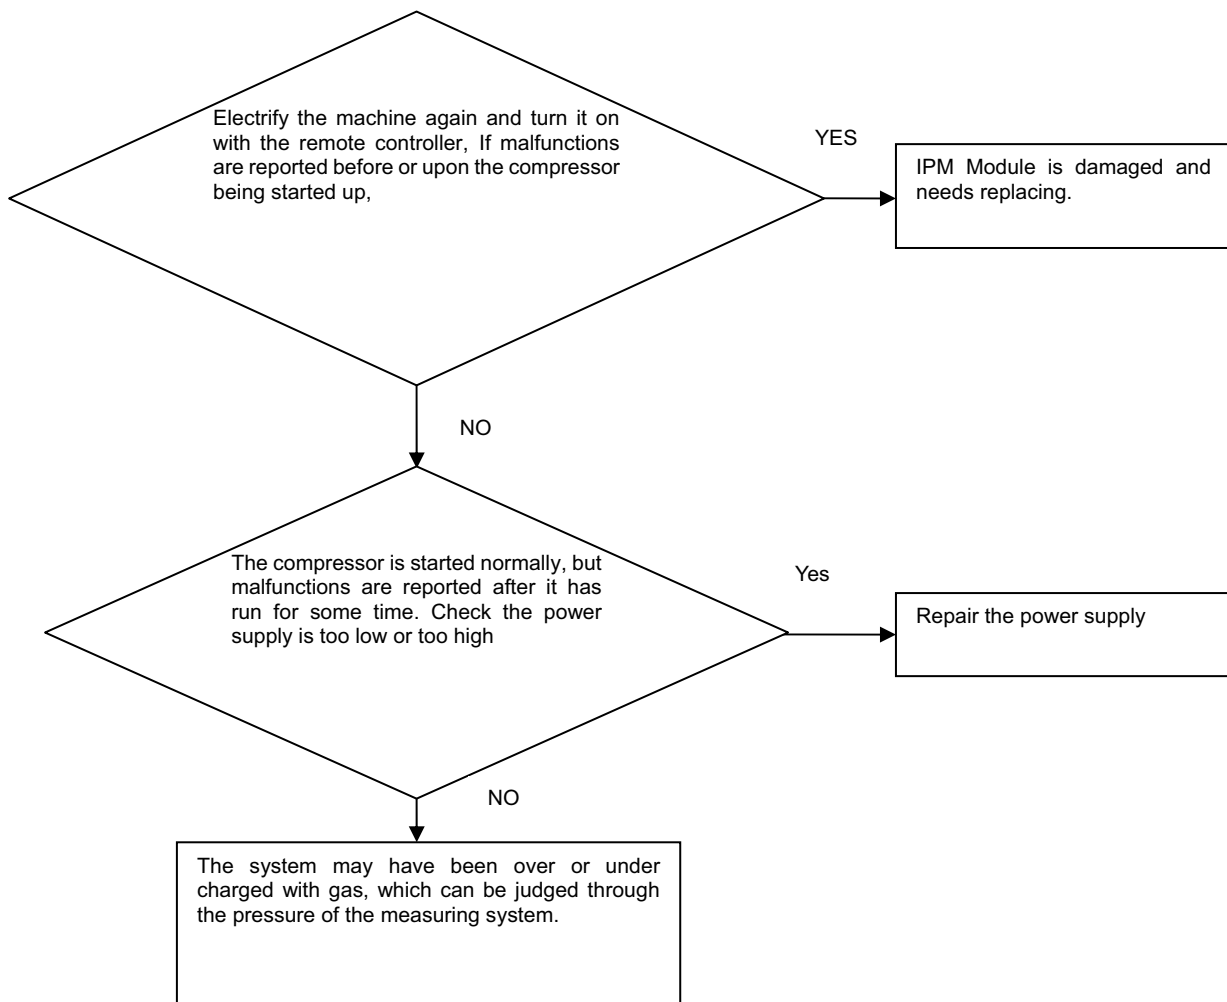 Electrify the machine again and turn it on
with the remote controller, If malfunctions
are reported before or upon the compressor
being started up,
YES
IPM Module is damaged and
needs replacing.
NO
The compressor is started normally, but
malfunctions are reported after it has
run for some time. Check the power
supply is too low or too high
Yes
Repair the power supply
NO
The system may have been over or under
charged with gas, which can be judged through
the pressure of the measuring system.